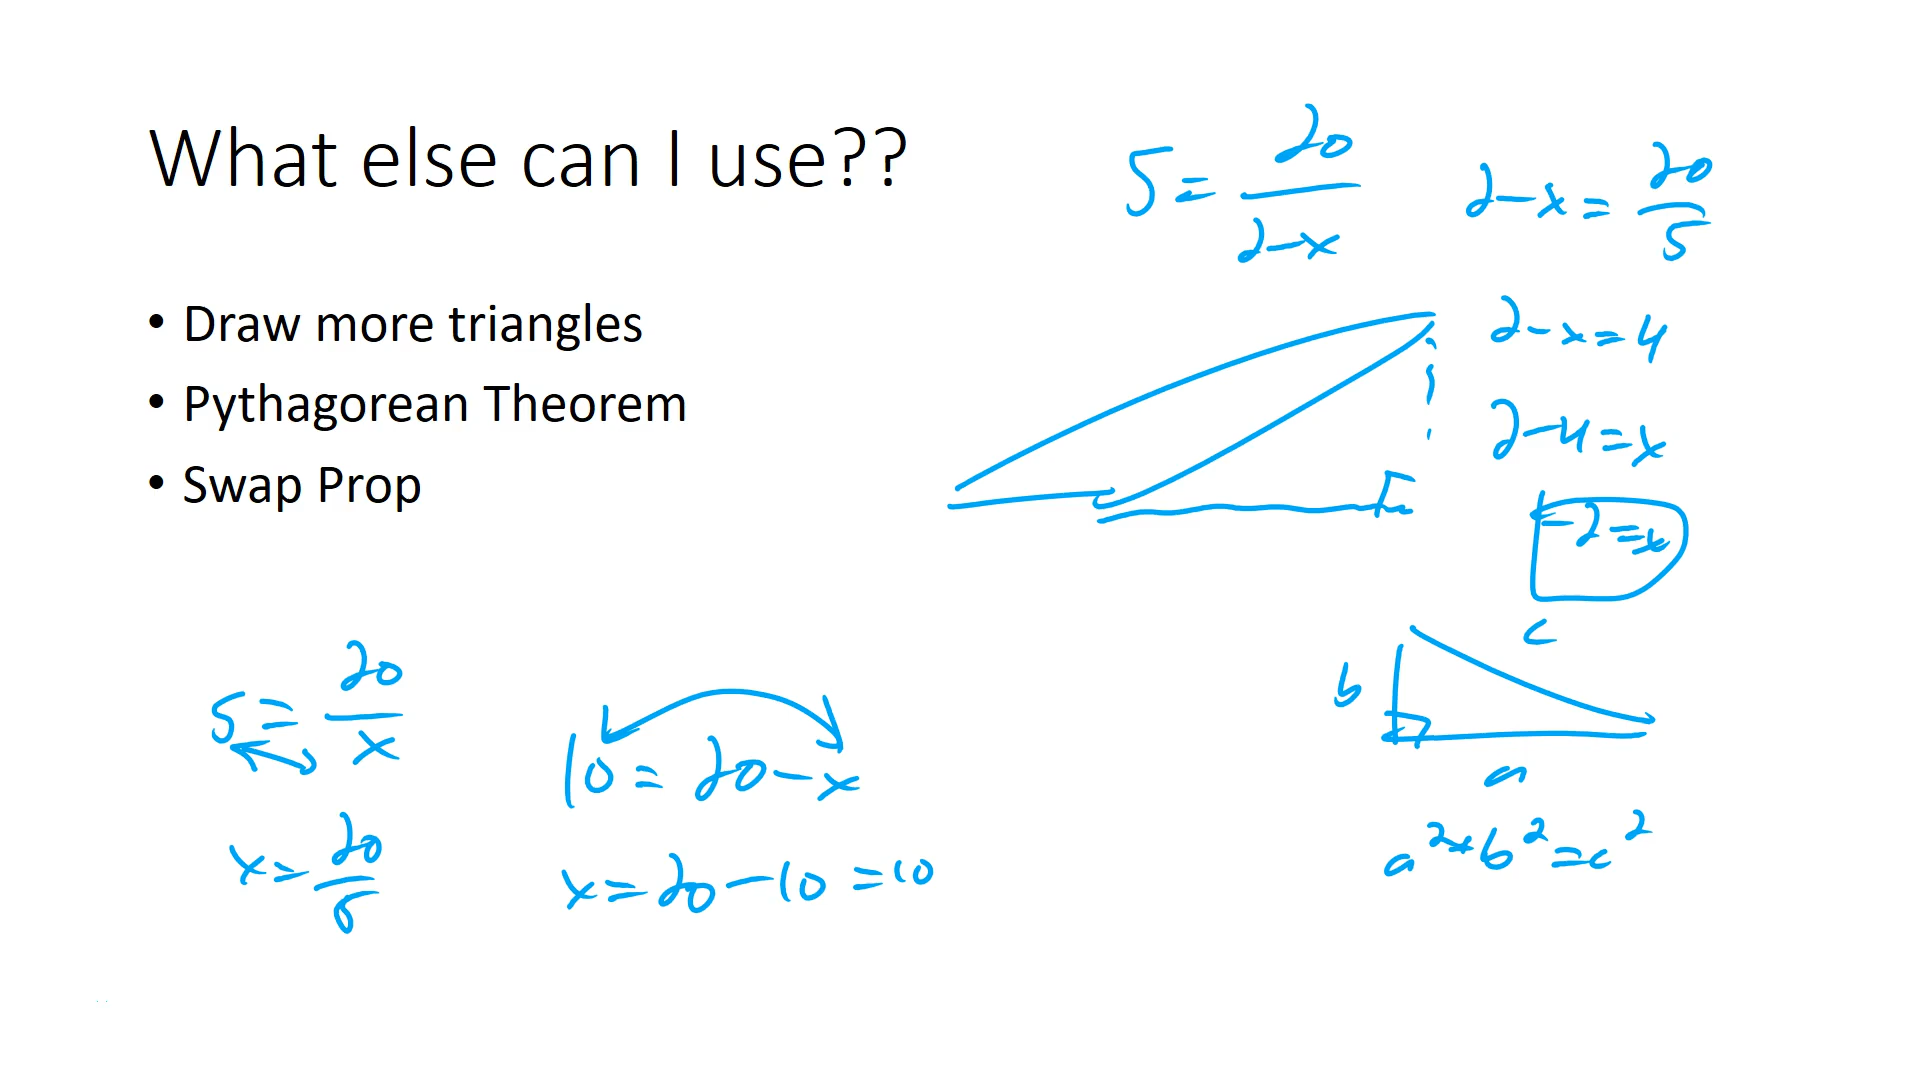 What else can I use??
• Draw more triangles
• Pythagorean Theorem
• Swap Prop
5 = 20/(2-x)
2-x = 20/5
2-x=4
2-4=x
-2=x
5 = 20/x
x = 20/5
10 = 20-x
x=20-10=10
c
b
a
a²+b²=c²